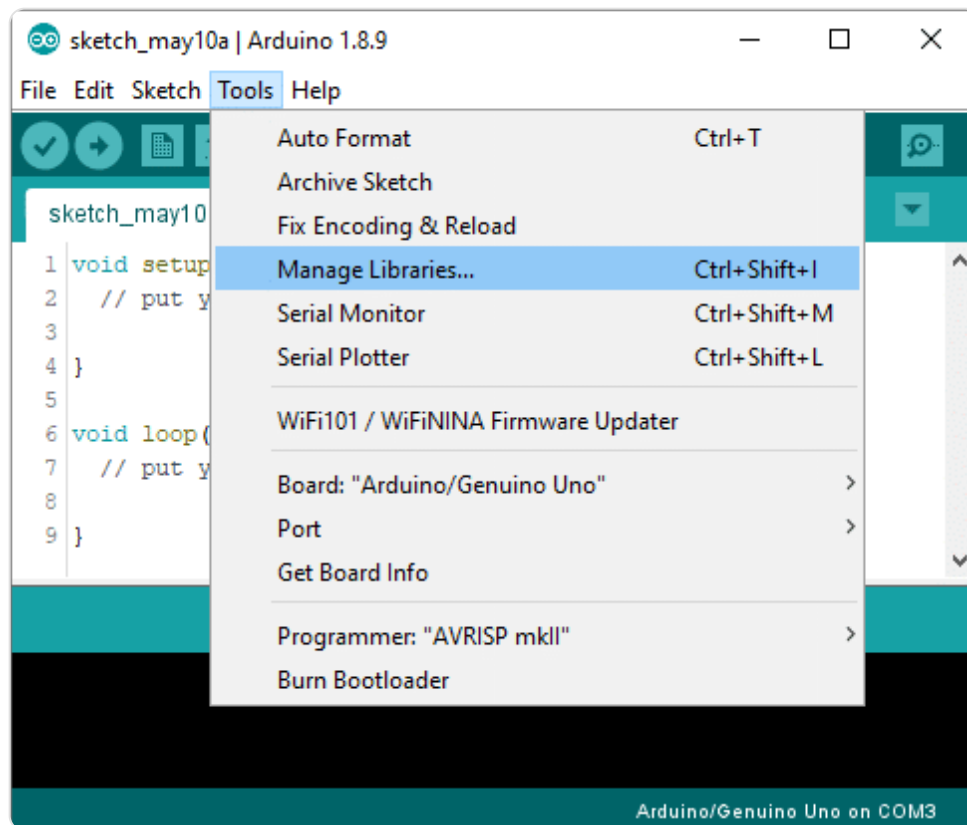 sketch_may10a | Arduino 1.8.9
File Edit Sketch Tools Help
Auto Format Ctrl+T
Archive Sketch
Fix Encoding & Reload
Manage Libraries... Ctrl+Shift+I
Serial Monitor Ctrl+Shift+M
Serial Plotter Ctrl+Shift+L
WiFi101 / WiFiNINA Firmware Updater
Board: "Arduino/Genuino Uno"
Port
Get Board Info
Programmer: "AVRISP mkII"
Burn Bootloader
sketch_may10
1 void setup
2 // put y
3
4 }
5
6 void loop(
7 // put y
8
9 }
Arduino/Genuino Uno on COM3